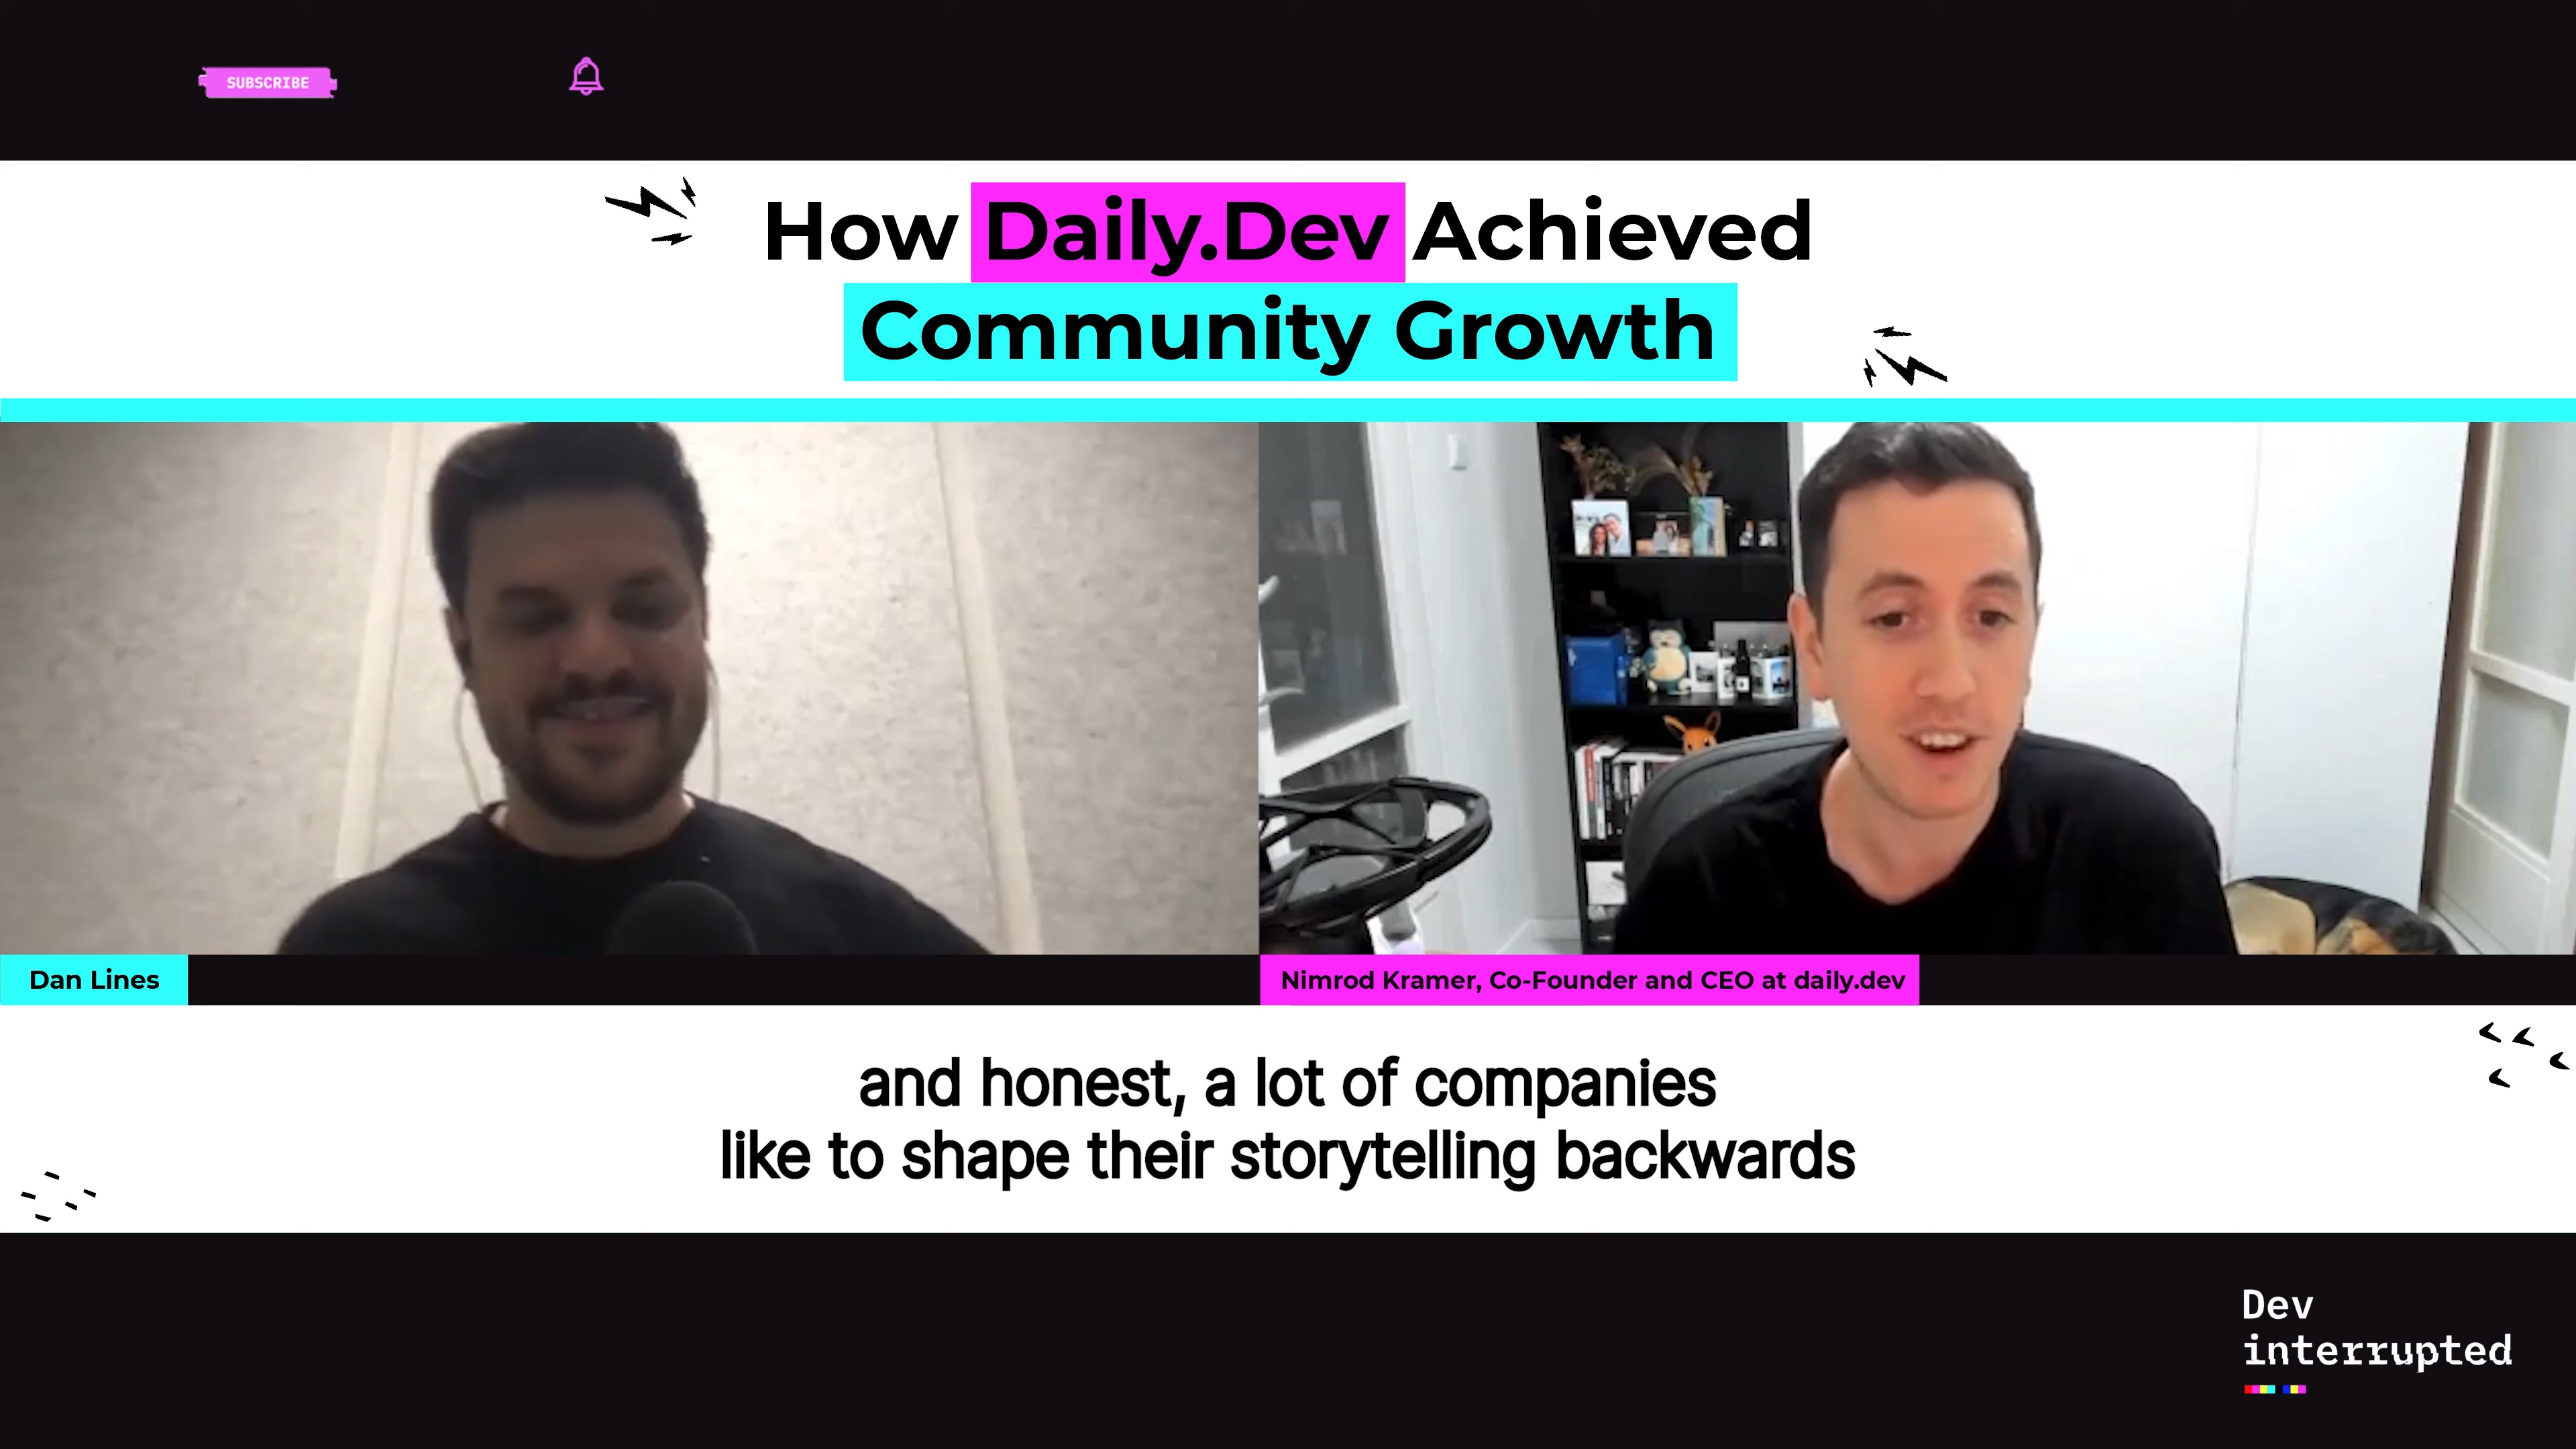 SUBSCRIBE
How Daily.Dev Achieved
Community Growth
Dan Lines
Nimrod Kramer, Co-Founder and CEO at daily.dev
and honest, a lot of companies
like to shape their storytelling backwards
Dev
interrupted